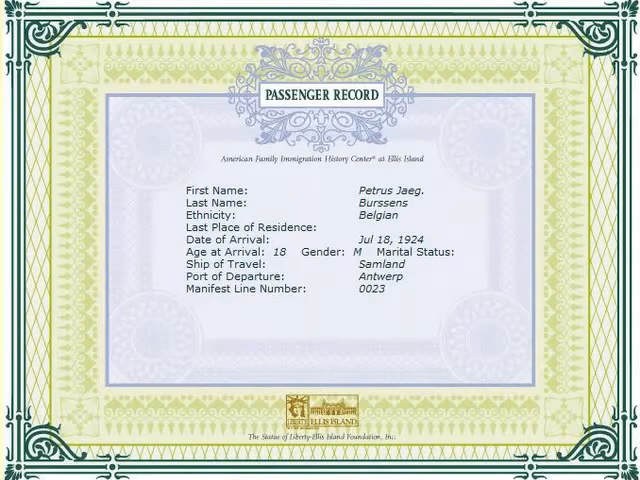 PASSENGER RECORD
American Family Immigration History Center® at Ellis Island
First Name: Petrus Jaeg.
Last Name: Burssens
Ethnicity: Belgian
Last Place of Residence:
Date of Arrival: Jul 18, 1924
Age at Arrival: 18 Gender: M Marital Status:
Ship of Travel: Samland
Port of Departure: Antwerp
Manifest Line Number: 0023
ELLIS ISLAND
The Statue of Liberty-Ellis Island Foundation, Inc.